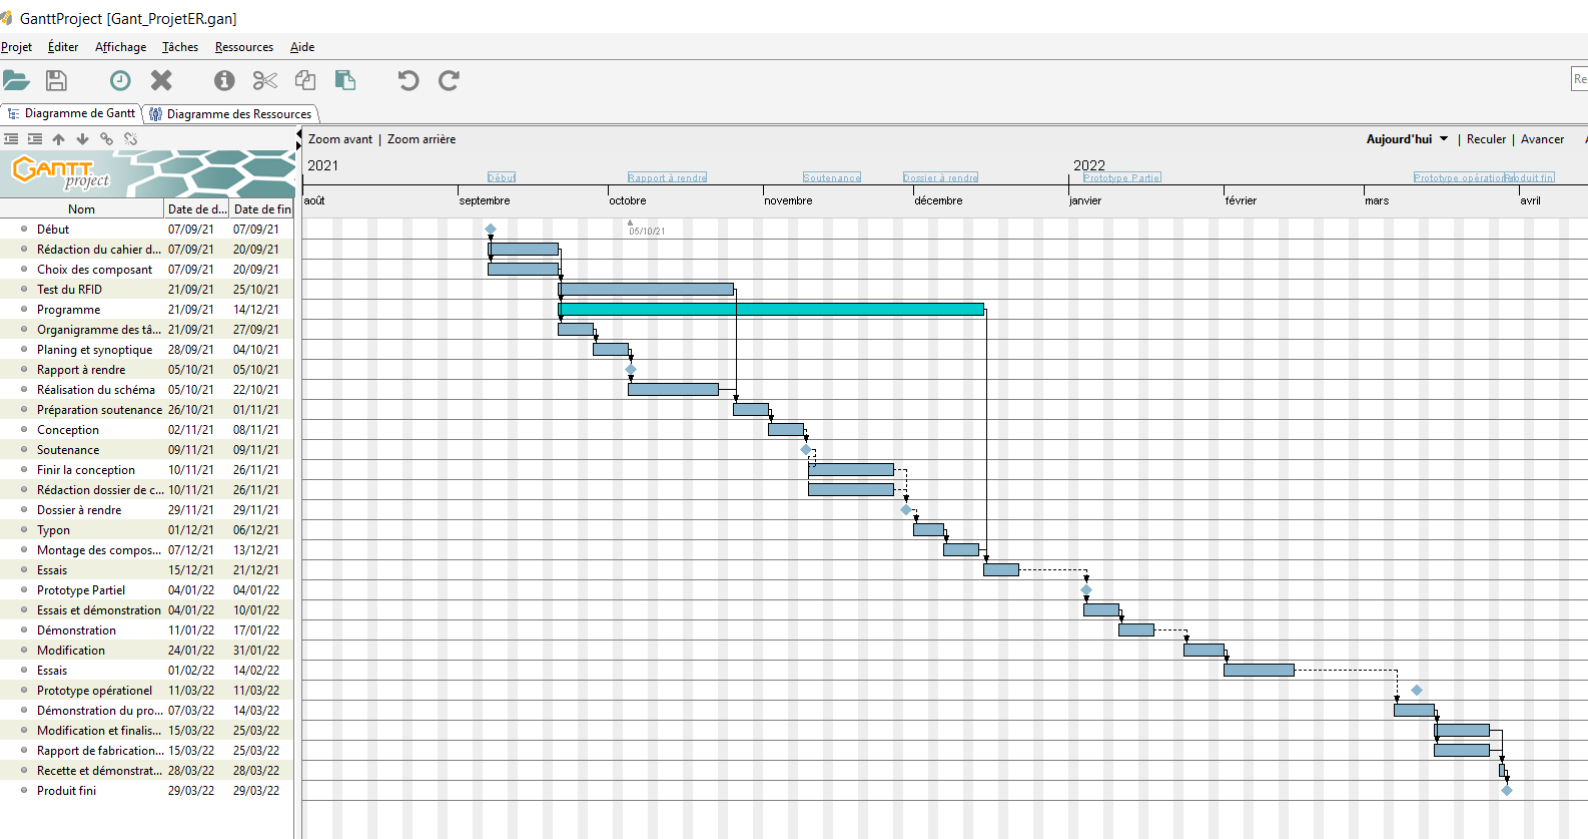 GanttProject [Gant_ProjetER.gan]
Projet Éditer Affichage Tâches Ressources Aide
Re
Diagramme de Gantt Diagramme des Ressources
Zoom avant | Zoom arrière Aujourd'hui | Reculer | Avancer
GANTT project
2021 2022
Début Rapport à rendre Soutenance Dossier à rendre Prototype Partiel Prototype opération Produit fini
août septembre octobre novembre décembre janvier février mars avril
Nom Date de d... Date de fin
Début 07/09/21 07/09/21
05/10/21
Rédaction du cahier d... 07/09/21 20/09/21
Choix des composant 07/09/21 20/09/21
Test du RFID 21/09/21 25/10/21
Programme 21/09/21 14/12/21
Organigramme des tâ... 21/09/21 27/09/21
Planing et synoptique 28/09/21 04/10/21
Rapport à rendre 05/10/21 05/10/21
Réalisation du schéma 05/10/21 22/10/21
Préparation soutenance 26/10/21 01/11/21
Conception 02/11/21 08/11/21
Soutenance 09/11/21 09/11/21
Finir la conception 10/11/21 26/11/21
Rédaction dossier de c... 10/11/21 26/11/21
Dossier à rendre 29/11/21 29/11/21
Typon 01/12/21 06/12/21
Montage des compos... 07/12/21 13/12/21
Essais 15/12/21 21/12/21
Prototype Partiel 04/01/22 04/01/22
Essais et démonstration 04/01/22 10/01/22
Démonstration 11/01/22 17/01/22
Modification 24/01/22 31/01/22
Essais 01/02/22 14/02/22
Prototype opérationel 11/03/22 11/03/22
Démonstration du pro... 07/03/22 14/03/22
Modification et finalis... 15/03/22 25/03/22
Rapport de fabrication... 15/03/22 25/03/22
Recette et démonstrat... 28/03/22 28/03/22
Produit fini 29/03/22 29/03/22